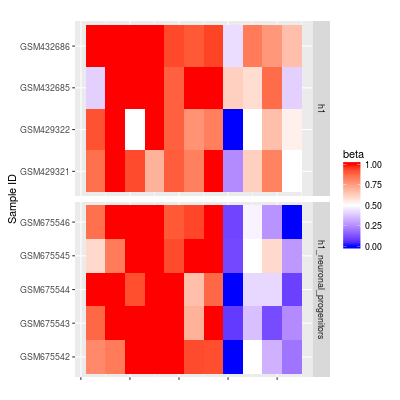 Sample ID
GSM432686
GSM432685
GSM429322
GSM429321
h1
GSM675546
GSM675545
GSM675544
GSM675543
GSM675542
h1_neuronal_progenitors
beta
1.00
0.75
0.50
0.25
0.00